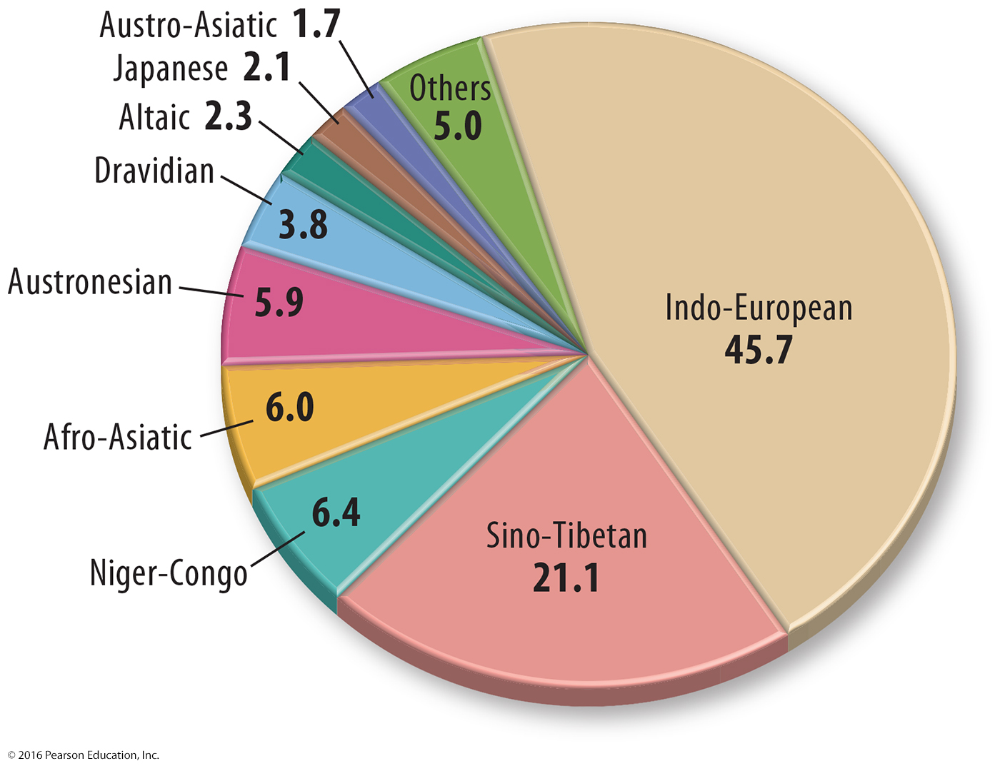 Austro-Asiatic 1.7
Japanese 2.1
Altaic 2.3
Dravidian
3.8
Austronesian
5.9
Afro-Asiatic
6.0
Niger-Congo
6.4
Others
5.0
Indo-European
45.7
Sino-Tibetan
21.1
© 2016 Pearson Education, Inc.